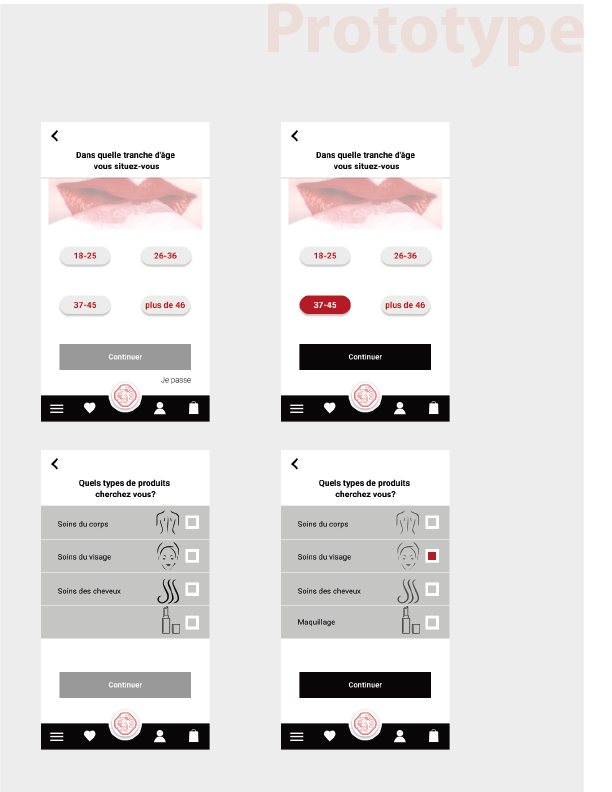 Prototype
Dans quelle tranche d'âge
vous situez-vous
18-25
26-36
37-45
plus de 46
Continuer
Je passe
Dans quelle tranche d'âge
vous situez-vous
18-25
26-36
37-45
plus de 46
Continuer
Quels types de produits
cherchez vous?
Soins du corps
Soins du visage
Soins des cheveux
Continuer
Quels types de produits
cherchez vous?
Soins du corps
Soins du visage
Soins des cheveux
Maquillage
Continuer